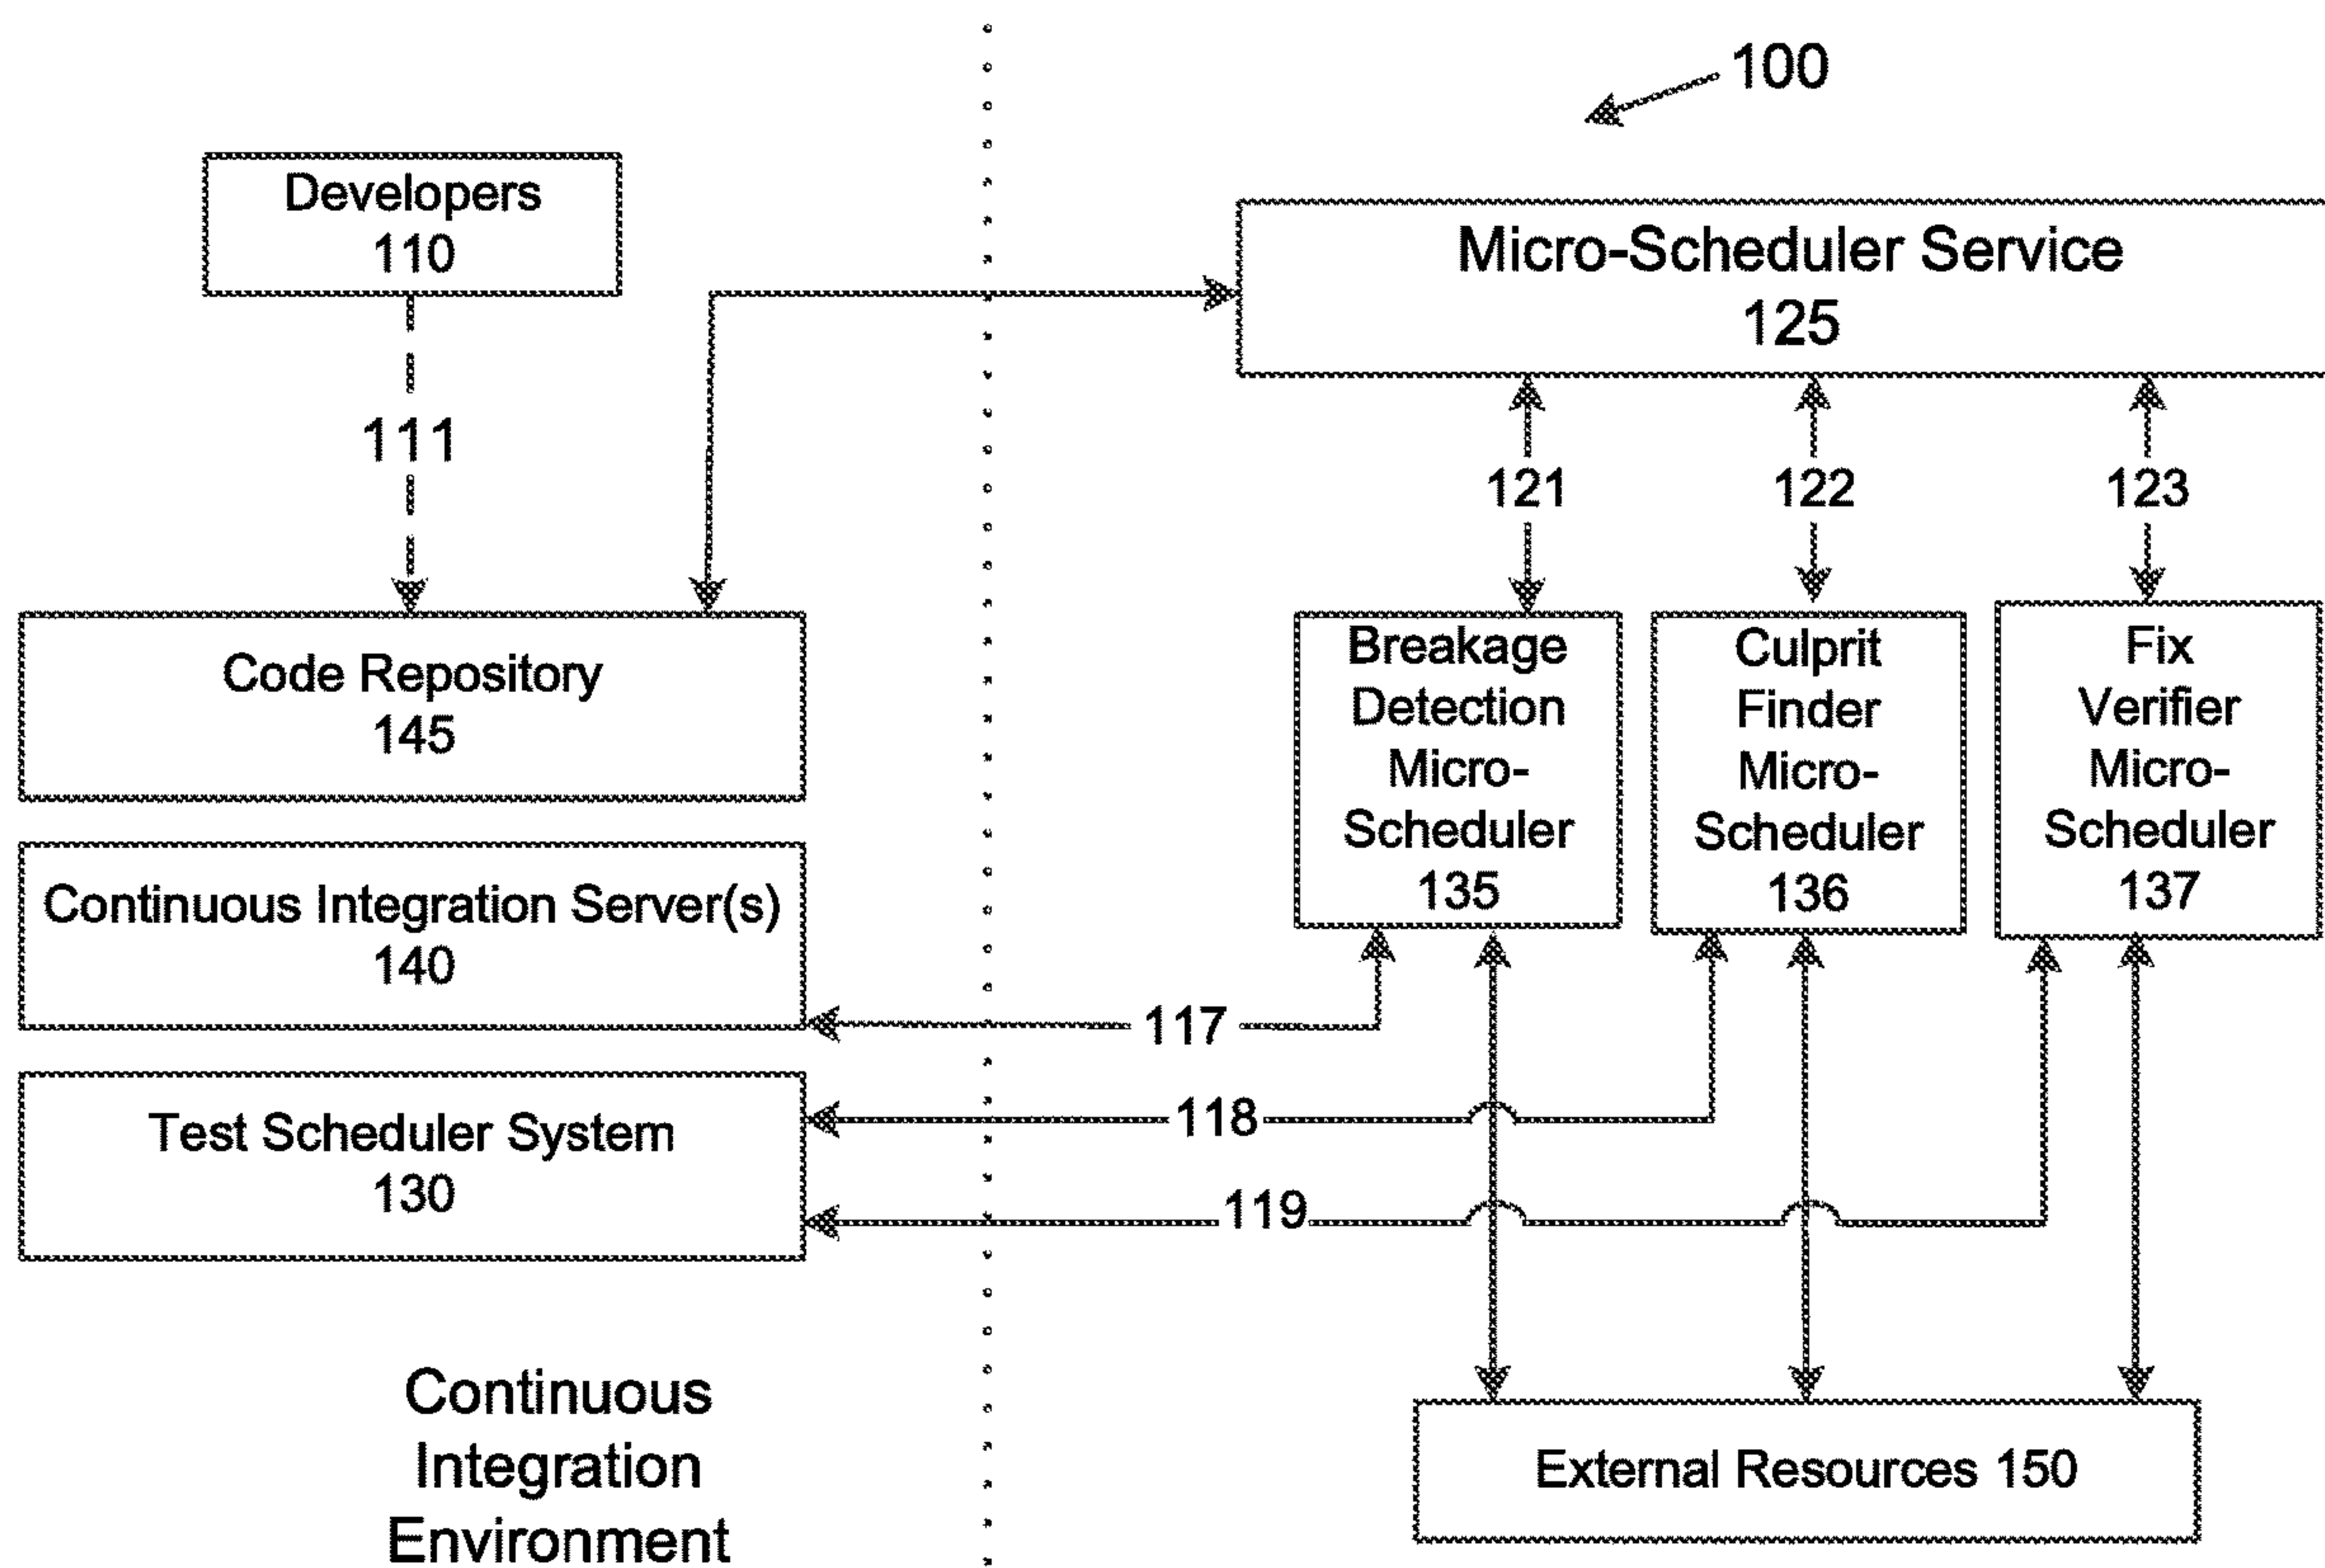 100
Developers
110
Micro-Scheduler Service
125
111
121
122
123
Code Repository
145
Breakage
Detection
Micro-
Scheduler
135
Culprit
Finder
Micro-
Scheduler
136
Fix
Verifier
Micro-
Scheduler
137
Continuous Integration Server(s)
140
117
Test Scheduler System
130
118
119
Continuous
Integration
Environment
External Resources 150